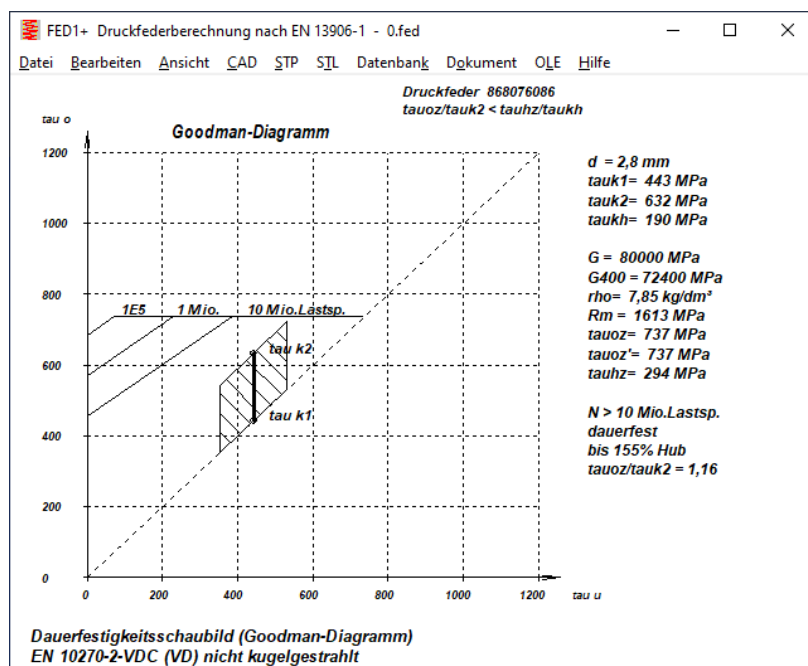 FED1+ Druckfederberechnung nach EN 13906-1 - 0.fed
Datei Bearbeiten Ansicht CAD STP STL Datenbank Dokument OLE Hilfe
Druckfeder 868076086
tauoz/tauk2 < tauhz/taukh
tau o
Goodman-Diagramm
1200
1000
800
600
400
200
0
1E5 1 Mio. 10 Mio.Lastsp.
tau k2
tau k1
0 200 400 600 800 1000 1200 tau u
d = 2,8 mm
tauk1= 443 MPa
tauk2= 632 MPa
taukh= 190 MPa
G = 80000 MPa
G400 = 72400 MPa
rho= 7,85 kg/dm³
Rm = 1613 MPa
tauoz= 737 MPa
tauoz'= 737 MPa
tauhz= 294 MPa
N > 10 Mio.Lastsp.
dauerfest
bis 155% Hub
tauoz/tauk2 = 1,16
Dauerfestigkeitsschaubild (Goodman-Diagramm)
EN 10270-2-VDC (VD) nicht kugelgestrahlt